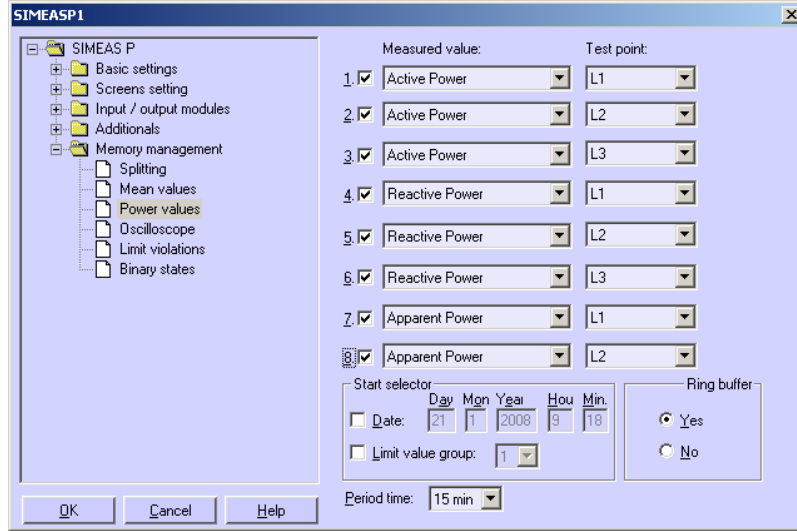 SIMEASP1
SIMEAS P
Basic settings
Screens setting
Input / output modules
Additionals
Memory management
Splitting
Mean values
Power values
Oscilloscope
Limit violations
Binary states
Measured value: Test point:
1. Active Power L1
2. Active Power L2
3. Active Power L3
4. Reactive Power L1
5. Reactive Power L2
6. Reactive Power L3
7. Apparent Power L1
8. Apparent Power L2
Start selector
Day Mon Year Hou Min.
Date: 21 1 2008 9 18
Limit value group: 1
Ring buffer
Yes
No
Period time: 15 min
OK Cancel Help